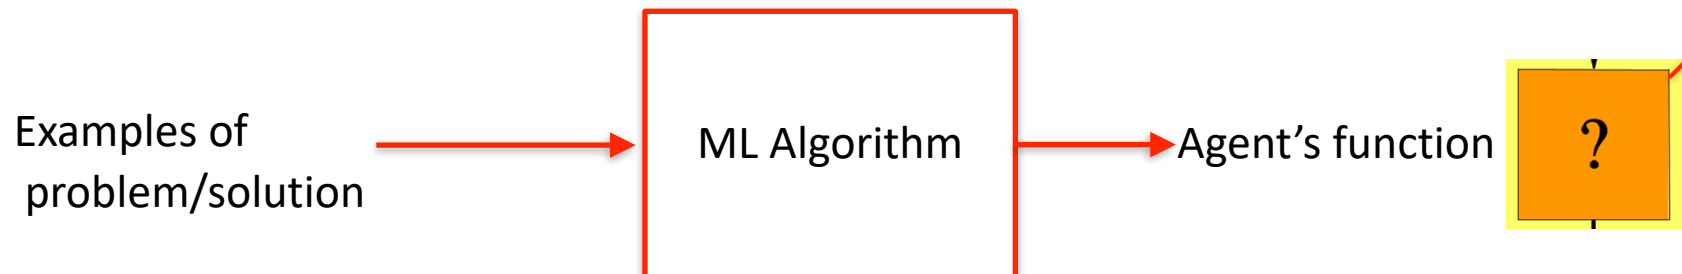 Examples of
problem/solution
ML Algorithm
Agent’s function
?